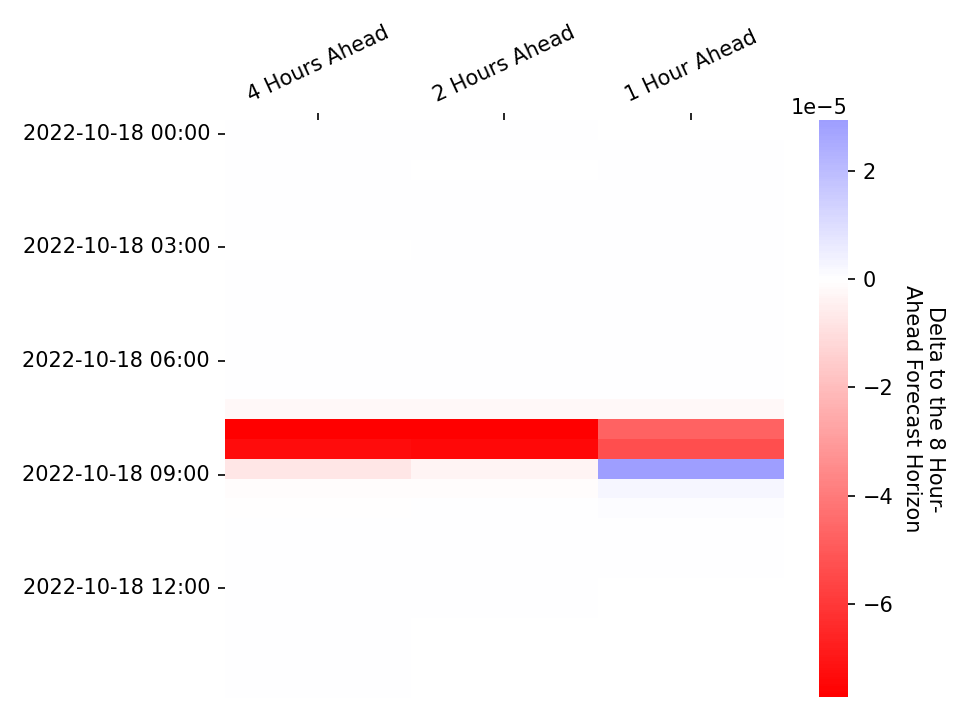 4 Hours Ahead
2 Hours Ahead
1 Hour Ahead
1e−5
2022-10-18 00:00
2022-10-18 03:00
2022-10-18 06:00
2022-10-18 09:00
2022-10-18 12:00
2
0
−2
−4
−6
Delta to the 8 Hour-
Ahead Forecast Horizon